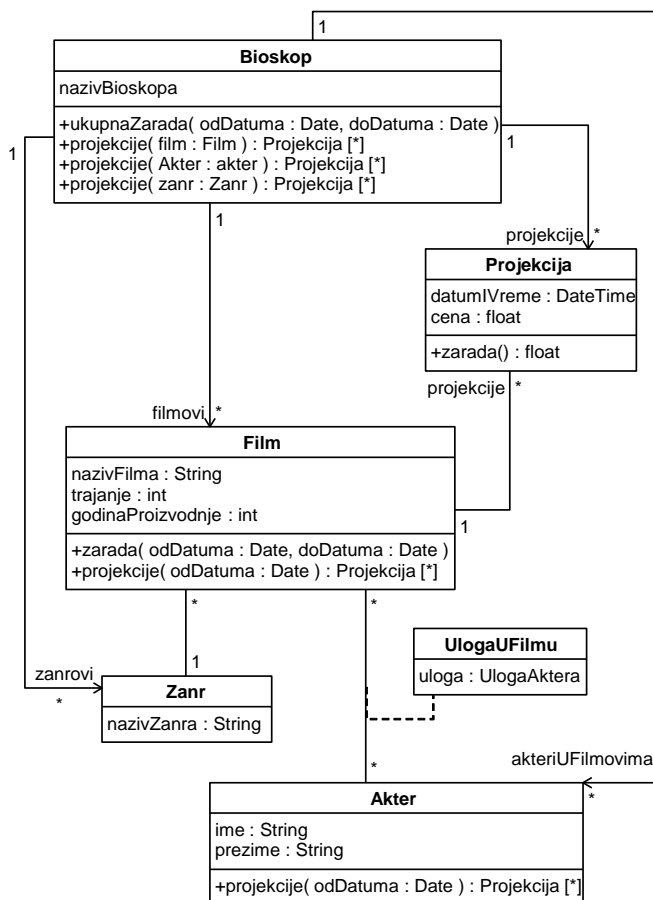 1
Bioskop
nazivBioskopa
+ukupnaZarada( odDatuma : Date, doDatuma : Date )
+projekcije( film : Film ) : Projekcija [*]
+projekcije( Akter : akter ) : Projekcija [*]
+projekcije( zanr : Zanr ) : Projekcija [*]
1
1
1
projekcije *
Projekcija
datumIVreme : DateTime
cena : float
+zarada() : float
projekcije *
filmovi *
Film
nazivFilma : String
trajanje : int
godinaProizvodnje : int
+zarada( odDatuma : Date, doDatuma : Date )
+projekcije( odDatuma : Date ) : Projekcija [*]
1
* *
UlogaUFilmu
uloga : UlogaAktera
1
zanrovi
*
Zanr
nazivZanra : String
akteriUFilmovima
*
*
Akter
ime : String
prezime : String
+projekcije( odDatuma : Date ) : Projekcija [*]